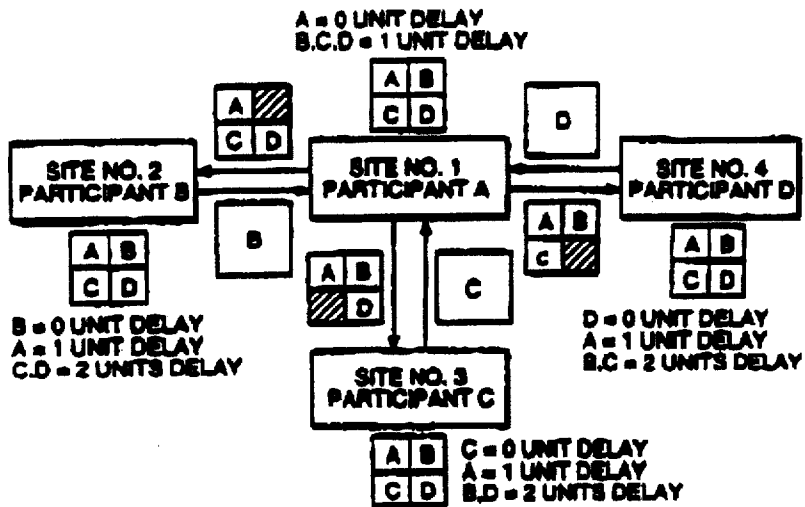 A = 0 UNIT DELAY
B,C,D = 1 UNIT DELAY
A
C D
A B
C D
D
SITE NO. 2
PARTICIPANT B
SITE NO. 1
PARTICIPANT A
SITE NO. 4
PARTICIPANT D
B
A B
C D
A B
D
C
A B
c
A B
C D
B = 0 UNIT DELAY
A = 1 UNIT DELAY
C,D = 2 UNITS DELAY
D = 0 UNIT DELAY
A = 1 UNIT DELAY
B,C = 2 UNITS DELAY
SITE NO. 3
PARTICIPANT C
A B
C D
C = 0 UNIT DELAY
A = 1 UNIT DELAY
B,D = 2 UNITS DELAY